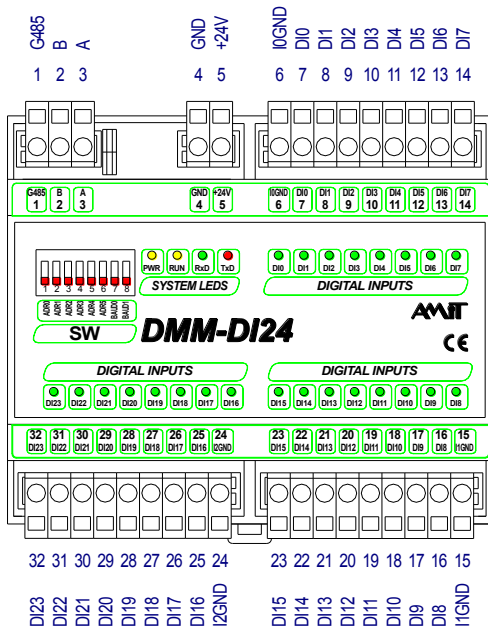 G485 B A GND +24V I0GND DI0 DI1 DI2 DI3 DI4 DI5 DI6 DI7
1 2 3 4 5 6 7 8 9 10 11 12 13 14
G485 B A GND +24V I0GND DI0 DI1 DI2 DI3 DI4 DI5 DI6 DI7
1 2 3 4 5 6 7 8 9 10 11 12 13 14
PWR RUN RxD TxD DI0 DI1 DI2 DI3 DI4 DI5 DI6 DI7
SYSTEM LEDS DIGITAL INPUTS
1 2 3 4 5 6 7 8
ADR0 ADR1 ADR2 ADR3 ADR4 ADR5 BAUD0 BAUD1
AMiT
SW DMM-DI24 CE
DIGITAL INPUTS DIGITAL INPUTS
DI23 DI22 DI21 DI20 DI19 DI18 DI17 DI16 DI15 DI14 DI13 DI12 DI11 DI10 DI9 DI8
32 31 30 29 28 27 26 25 24 23 22 21 20 19 18 17 16 15
DI23 DI22 DI21 DI20 DI19 DI18 DI17 DI16 I2GND DI15 DI14 DI13 DI12 DI11 DI10 DI9 DI8 I1GND
32 31 30 29 28 27 26 25 24 23 22 21 20 19 18 17 16 15
DI23 DI22 DI21 DI20 DI19 DI18 DI17 DI16 I2GND DI15 DI14 DI13 DI12 DI11 DI10 DI9 DI8 I1GND